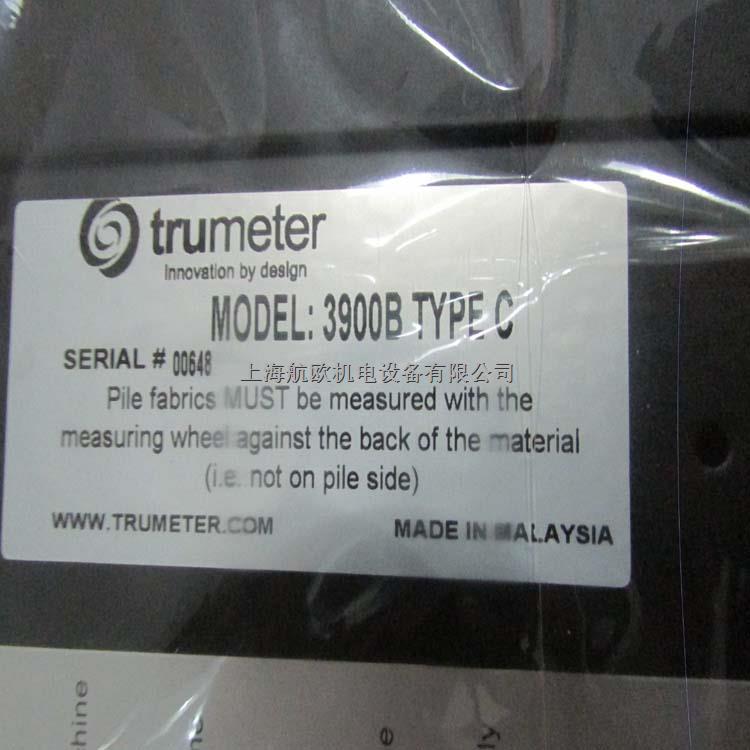 trumeter
Innovation by design
MODEL: 3900B TYPE C
SERIAL # 00648
上海航欧机电设备有限公司
Pile fabrics MUST be measured with the
measuring wheel against the back of the material
(i.e. not on pile side)
WWW.TRUMETER.COM
MADE IN MALAYSIA